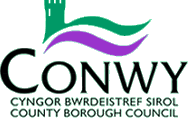 CONWY
CYNGOR BWRDEISTREF SIROL
COUNTY BOROUGH COUNCIL